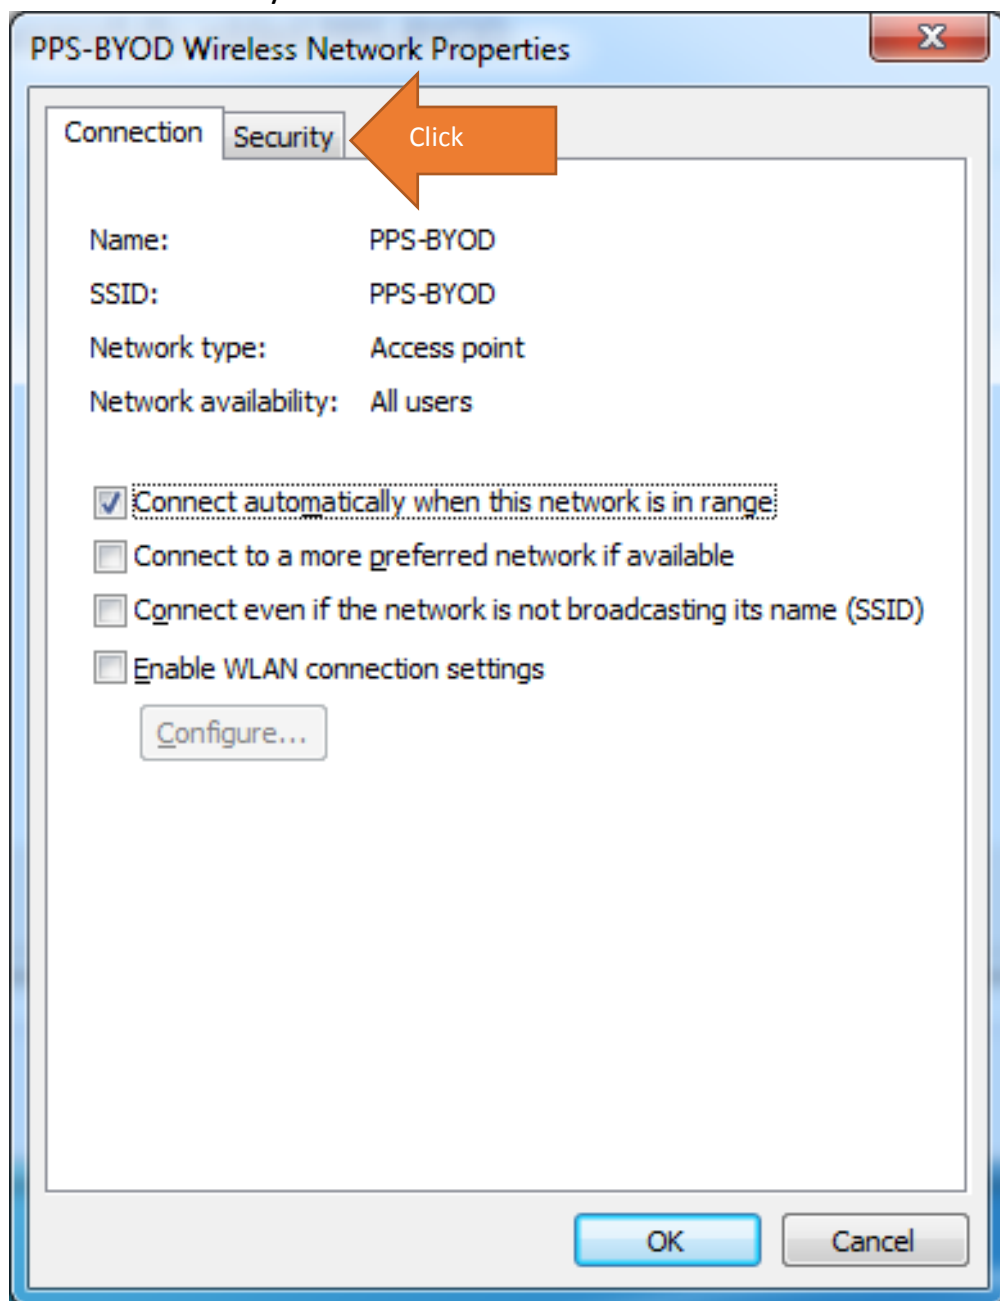 PPS-BYOD Wireless Network Properties
Connection Security Click
Name: PPS-BYOD
SSID: PPS-BYOD
Network type: Access point
Network availability: All users
Connect automatically when this network is in range
Connect to a more preferred network if available
Connect even if the network is not broadcasting its name (SSID)
Enable WLAN connection settings
Configure...
OK Cancel